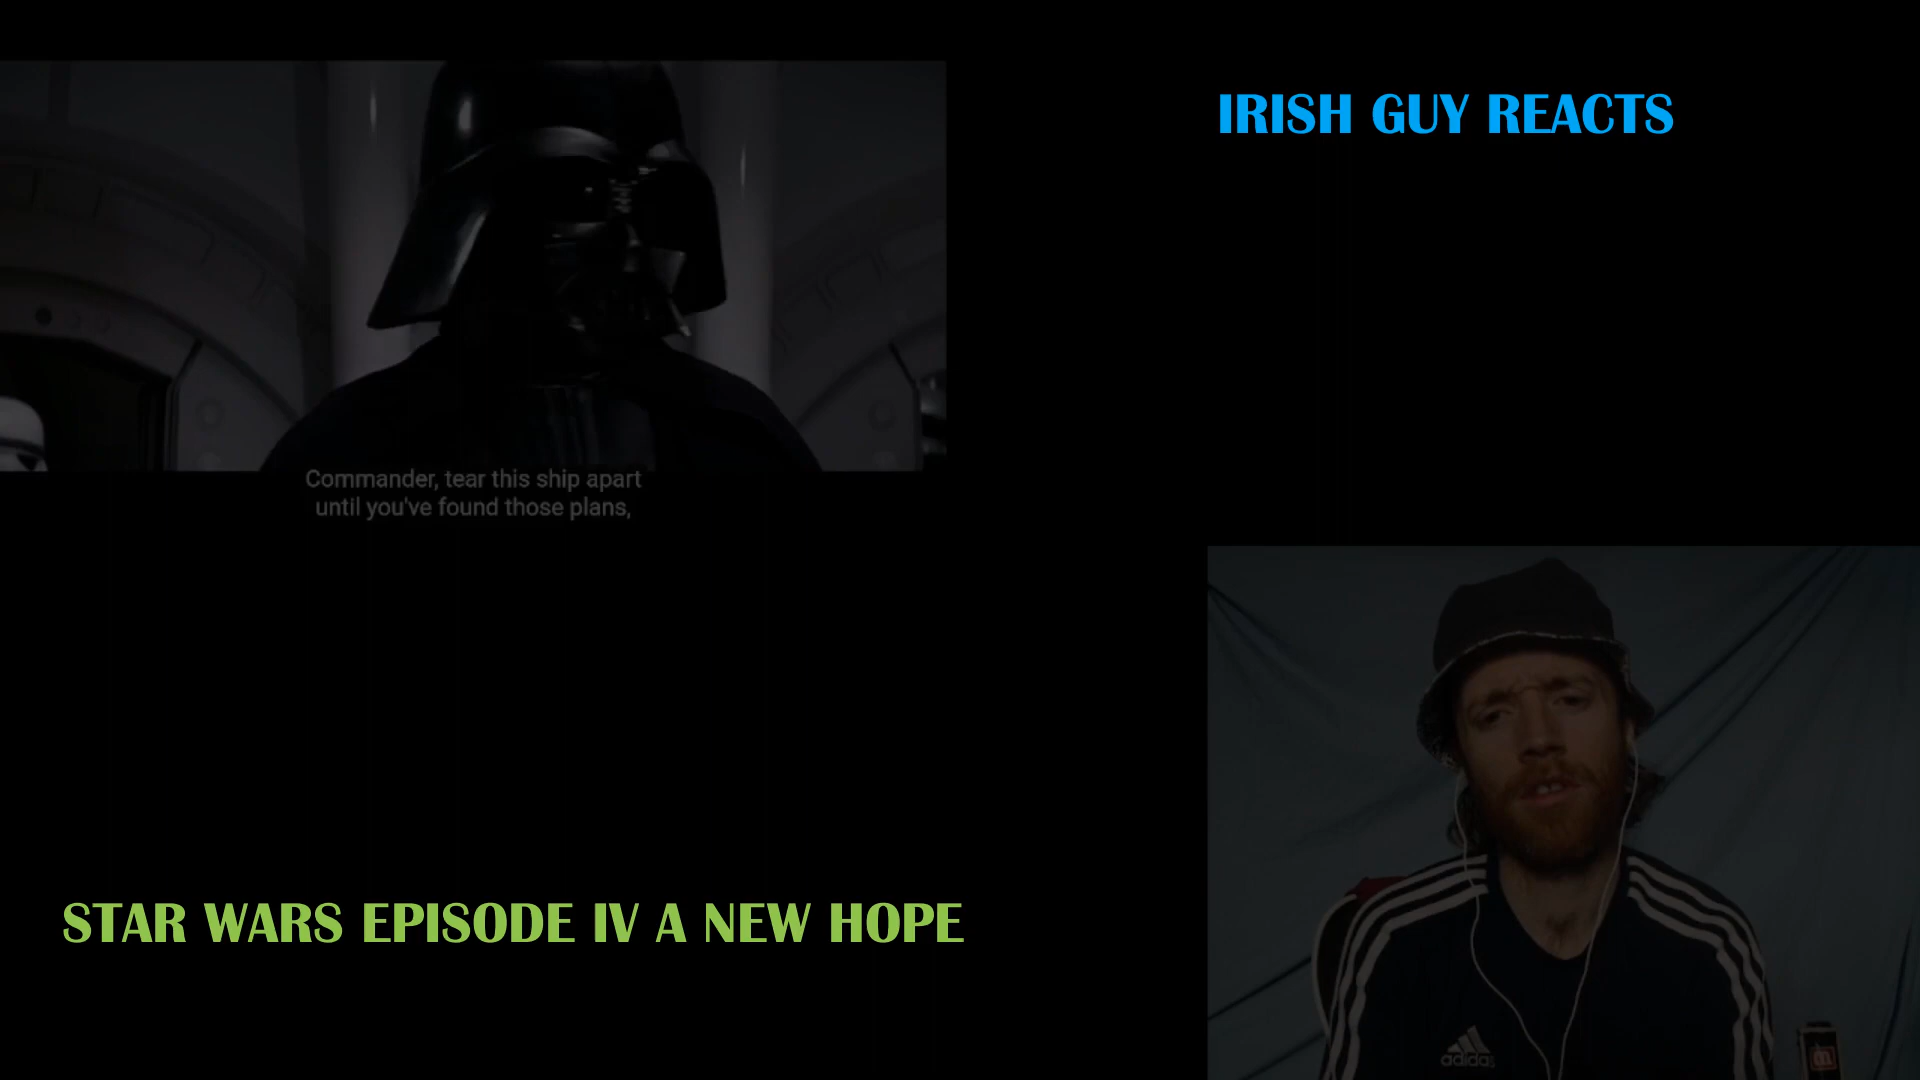 IRISH GUY REACTS
Commander, tear this ship apart
until you've found those plans,
STAR WARS EPISODE IV A NEW HOPE
adidas